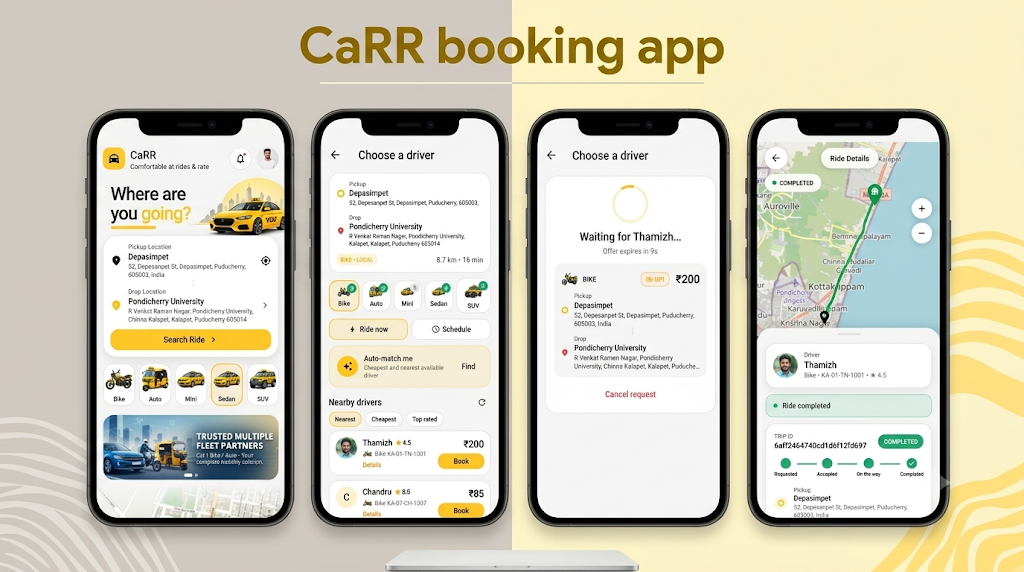 CaRR booking app
CaRR
Comfortable at rides & rate
Where are
you going?
Pickup Location
Depasimpet
S2, Depesanpet St, Depasimpet, Puducherry,
605003, India
Drop Location
Pondicherry University
R Venkat Raman Nagar, Pondicherry University,
Chinna Kalapet, Kalapet, Puducherry 605014
Search Ride >
Bike
Auto
Mini
Sedan
SUV
TRUSTED MULTIPLE
FLEET PARTNERS
Choose a driver
Pickup
Depasimpet
S2, Depasimpet St, Depasimpet, Puducherry, 605003,
Drop
Pondicherry University
R Venkat Raman Nagar, Pondicherry University,
Kalapet, Kalapet, Puducherry 605014
BIKE • LOCAL
8.7 km • 16 min
Bike
Auto
Mini
Sedan
SUV
Ride now
Schedule
Auto-match me
Cheapest and nearest available
driver
Find
Nearby drivers
Nearest
Cheapest
Top rated
Thamizh ★ 4.5
₹200
Bike KA-01-TN-1001
Details
Book
C
Chandru ★ 8.5
₹85
Bike KA-07-CH-1007
Details
Book
Choose a driver
Waiting for Thamizh...
Offer expires in 9s
BIKE
UPI
₹200
Pickup
Depasimpet
S2, Depasimpet St, Depasimpet, Puducherry,
605003, India
Drop
Pondicherry University
R Venkat Raman Nagar, Pondicherry
University, Chinna Kalapet, Kalapet, Puduche...
Cancel request
Ride Details
Kalapet
COMPLETED
Auroville
+
−
Kottakuppam
Krishna Nagar
Driver
Thamizh
Bike • KA-01-TN-1001 • ★ 4.5
Ride completed
TRIP ID
6aff2464740cd1d6f12fd697
COMPLETED
Requested
Accepted
On the way
Completed
Pickug
Depasimpet
S2, Depasimpet St, Depasimpet, Puducherry,